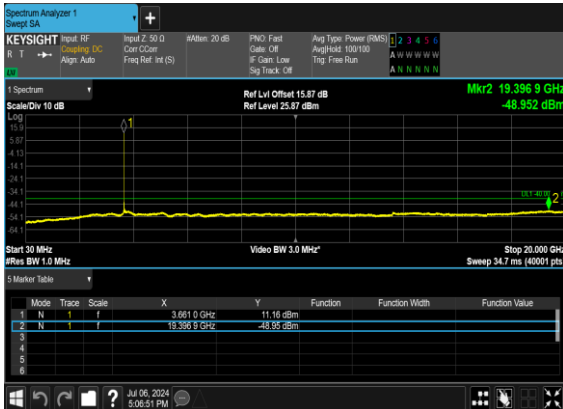 Spectrum Analyzer 1
Swept SA
+
KEYSIGHT Input: RF Input Z: 50 Ω #Atten: 20 dB PNO: Fast Avg Type: Power (RMS) 1 2 3 4 5 6
R T Coupling: DC Corr CCorr Gate: Off Avg|Hold: 100/100 A W W W W W
Align: Auto Freq Ref: Int (S) IF Gain: Low Trig: Free Run
Sig Track: Off A N N N N N
1 Spectrum Ref Lvl Offset 15.87 dB Mkr2 19.396 9 GHz
Scale/Div 10 dB Ref Level 25.87 dBm -48.952 dBm
Log
15.9
5.87
-4.13
-14.1
-24.1
-34.1
-44.1
-54.1
-64.1
1
2
Start 30 MHz Video BW 3.0 MHz* Stop 20.000 GHz
#Res BW 1.0 MHz Sweep 34.7 ms (40001 pts)
5 Marker Table
Mode Trace Scale X Y Function Function Width Function Value
1 N 1 f 3.661 0 GHz 11.16 dBm
2 N 1 f 19.396 9 GHz -48.95 dBm
3
4
5
6
? Jul 06, 2024
5:06:51 PM